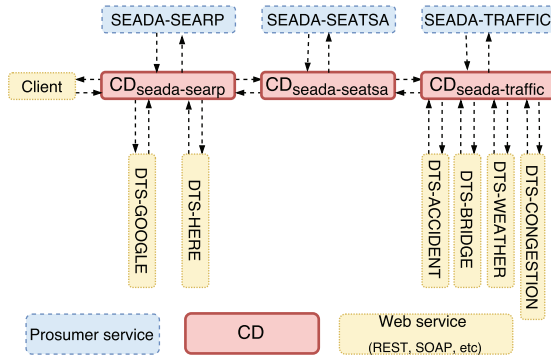 SEADA-SEARP
SEADA-SEATSA
SEADA-TRAFFIC
Client
CDseada-searp
CDseada-seatsa
CDseada-traffic
DTS-GOOGLE
DTS-HERE
DTS-ACCIDENT
DTS-BRIDGE
DTS-WEATHER
DTS-CONGESTION
Prosumer service
CD
Web service
(REST, SOAP, etc)